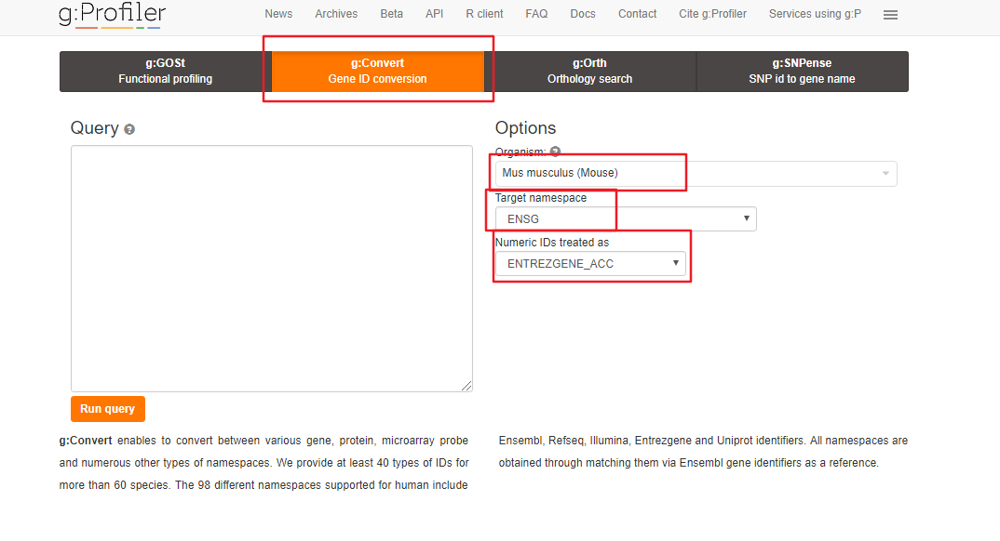 g:Profiler
News Archives Beta API R client FAQ Docs Contact Cite g:Profiler Services using g:P
g:GOSt
Functional profiling
g:Convert
Gene ID conversion
g:Orth
Orthology search
g:SNPense
SNP id to gene name
Query ?
Run query
Options
Organism: ?
Mus musculus (Mouse)
Target namespace
ENSG
Numeric IDs treated as
ENTREZGENE_ACC
g:Convert enables to convert between various gene, protein, microarray probe
and numerous other types of namespaces. We provide at least 40 types of IDs for
more than 60 species. The 98 different namespaces supported for human include
Ensembl, Refseq, Illumina, Entrezgene and Uniprot identifiers. All namespaces are
obtained through matching them via Ensembl gene identifiers as a reference.